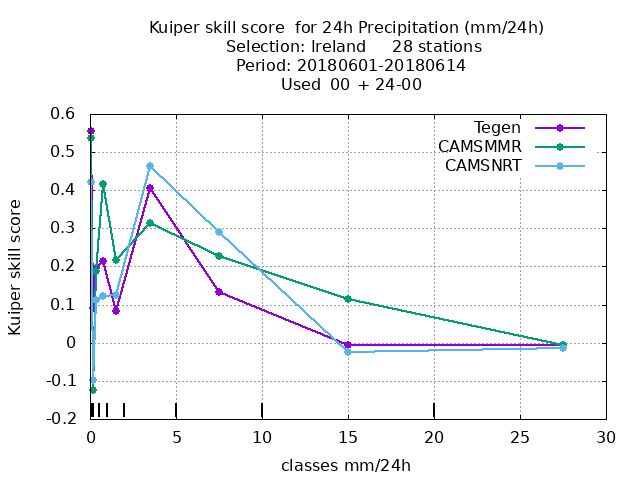 Kuiper skill score  for 24h Precipitation (mm/24h)
Selection: Ireland     28 stations
Period: 20180601-20180614
Used  00 + 24-00
Tegen
CAMSMMR
CAMSNRT
0.6
0.5
0.4
0.3
0.2
0.1
0
-0.1
-0.2
Kuiper skill score
0 5 10 15 20 25 30
classes mm/24h